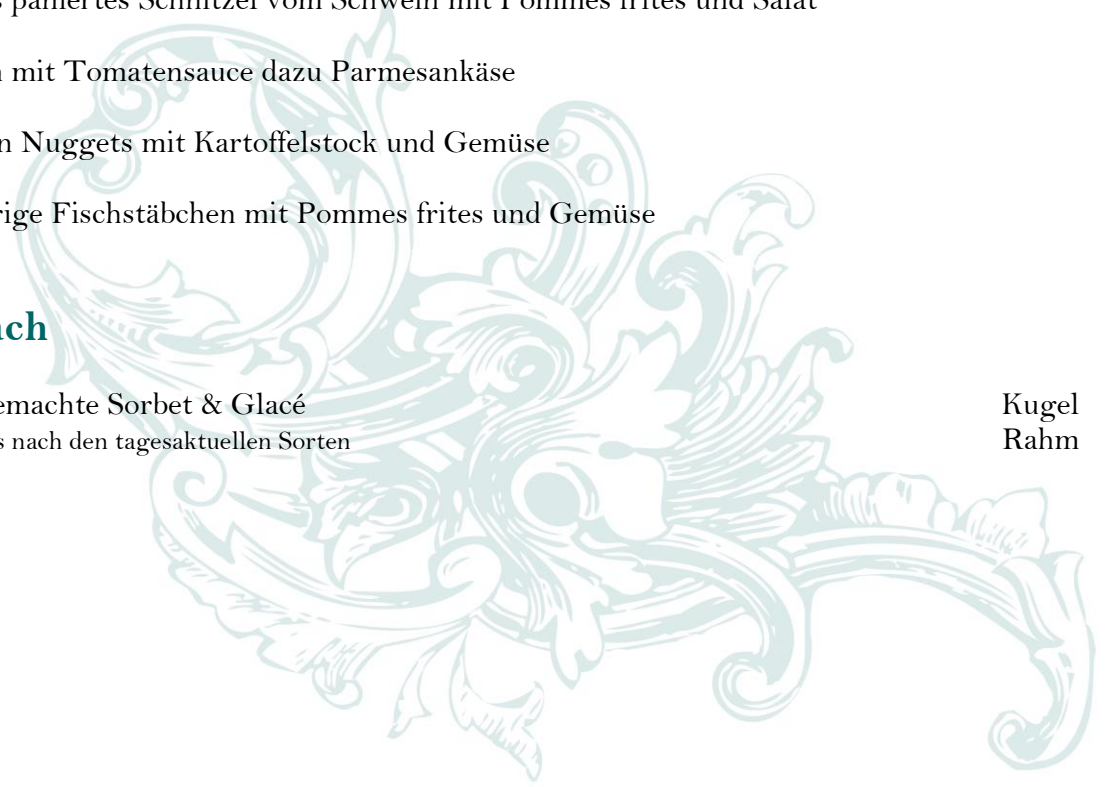 paniertes Schnitzel vom Schwein mit Pommes frites und Salat
mit Tomatensauce dazu Parmesankäse
Nuggets mit Kartoffelstock und Gemüse
rige Fischstäbchen mit Pommes frites und Gemüse
ch
emachte Sorbet & Glacé Kugel
s nach den tagesaktuellen Sorten Rahm